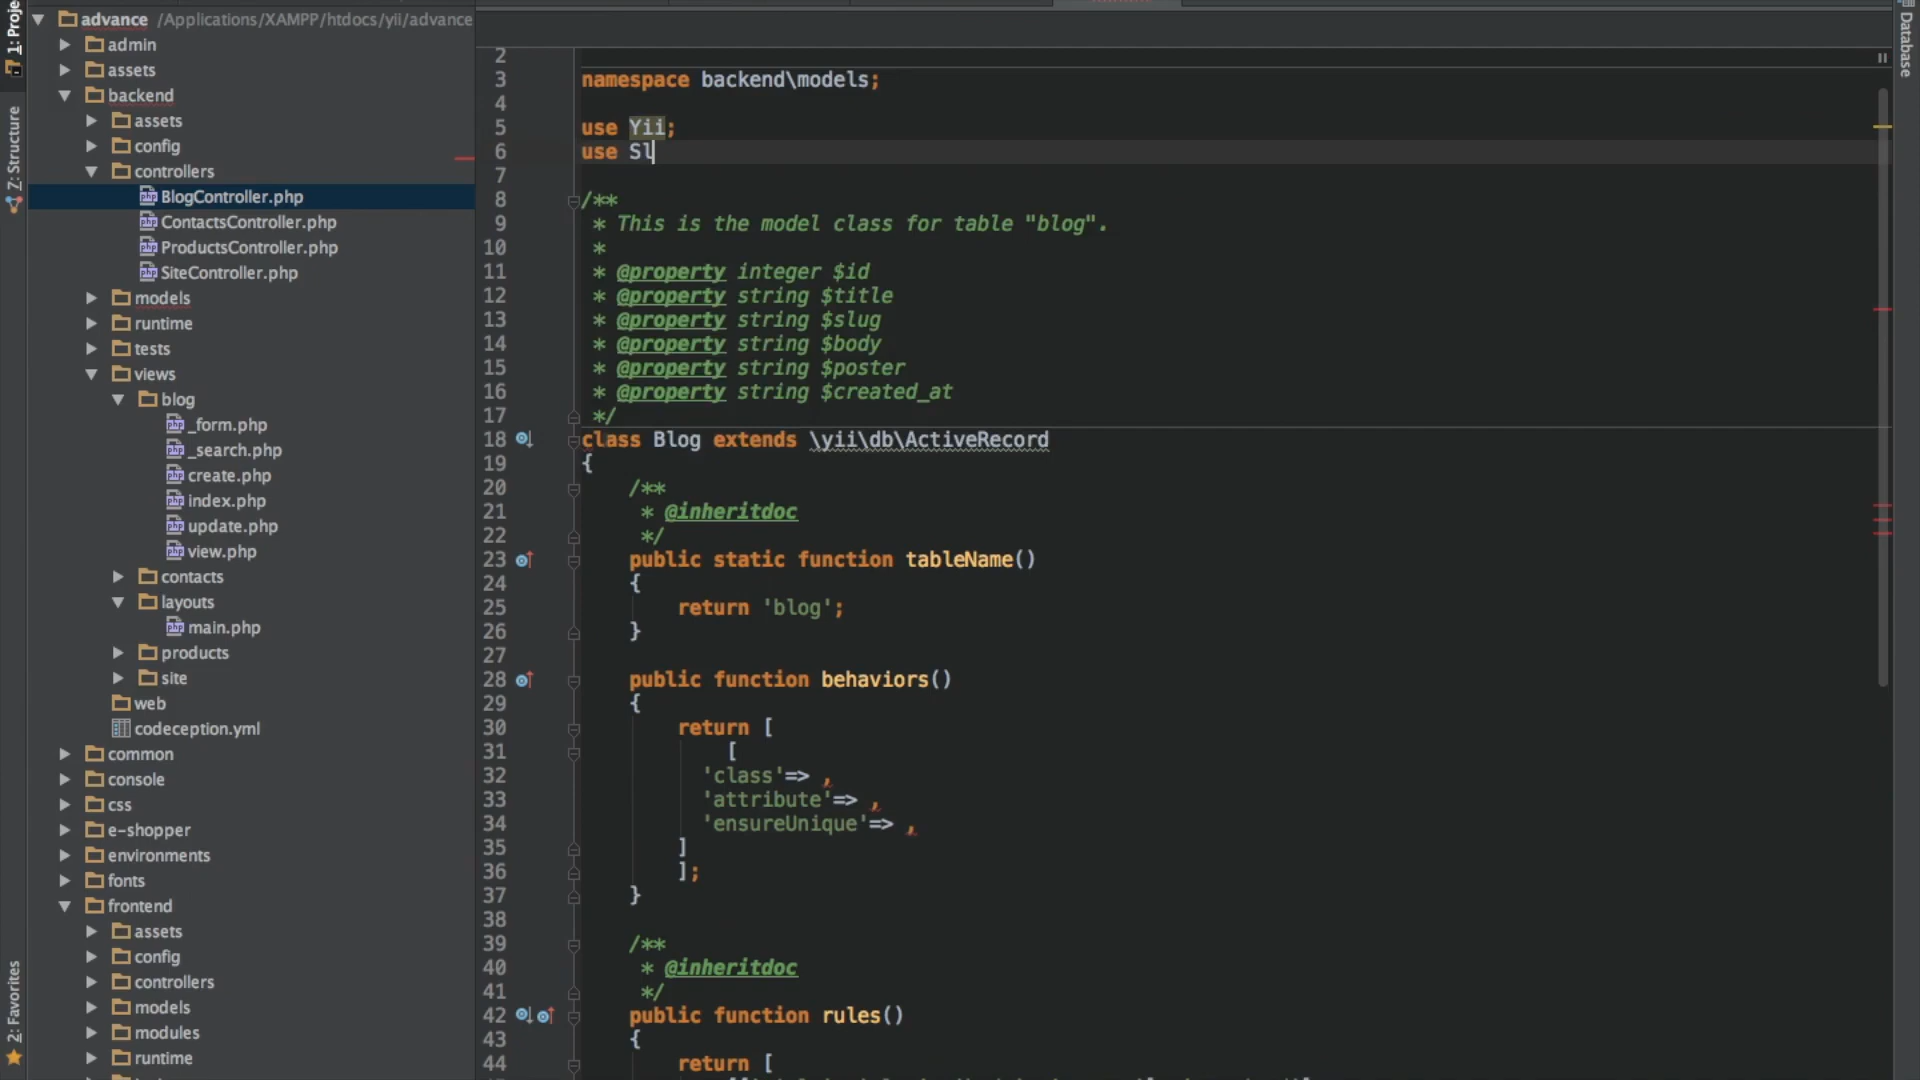 1: Proje
Z: Structure
2: Favorites
advance /Applications/XAMPP/htdocs/yii/advance
admin
assets
backend
assets
config
controllers
BlogController.php
ContactsController.php
ProductsController.php
SiteController.php
models
runtime
tests
views
blog
_form.php
_search.php
create.php
index.php
update.php
view.php
contacts
layouts
main.php
products
site
web
codeception.yml
common
console
css
e-shopper
environments
fonts
frontend
assets
config
controllers
models
modules
runtime
2
3 namespace backend\models;
4
5 use Yii;
6 use Sl
7
8 /**
9 * This is the model class for table "blog".
10 *
11 * @property integer $id
12 * @property string $title
13 * @property string $slug
14 * @property string $body
15 * @property string $poster
16 * @property string $created_at
17 */
18 class Blog extends \yii\db\ActiveRecord
19 {
20 /**
21 * @inheritdoc
22 */
23 public static function tableName()
24 {
25 return 'blog';
26 }
27
28 public function behaviors()
29 {
30 return [
31 [
32 'class'=> ,
33 'attribute'=> ,
34 'ensureUnique'=> ,
35 ]
36 ];
37 }
38
39 /**
40 * @inheritdoc
41 */
42 public function rules()
43 {
44 return [
Database